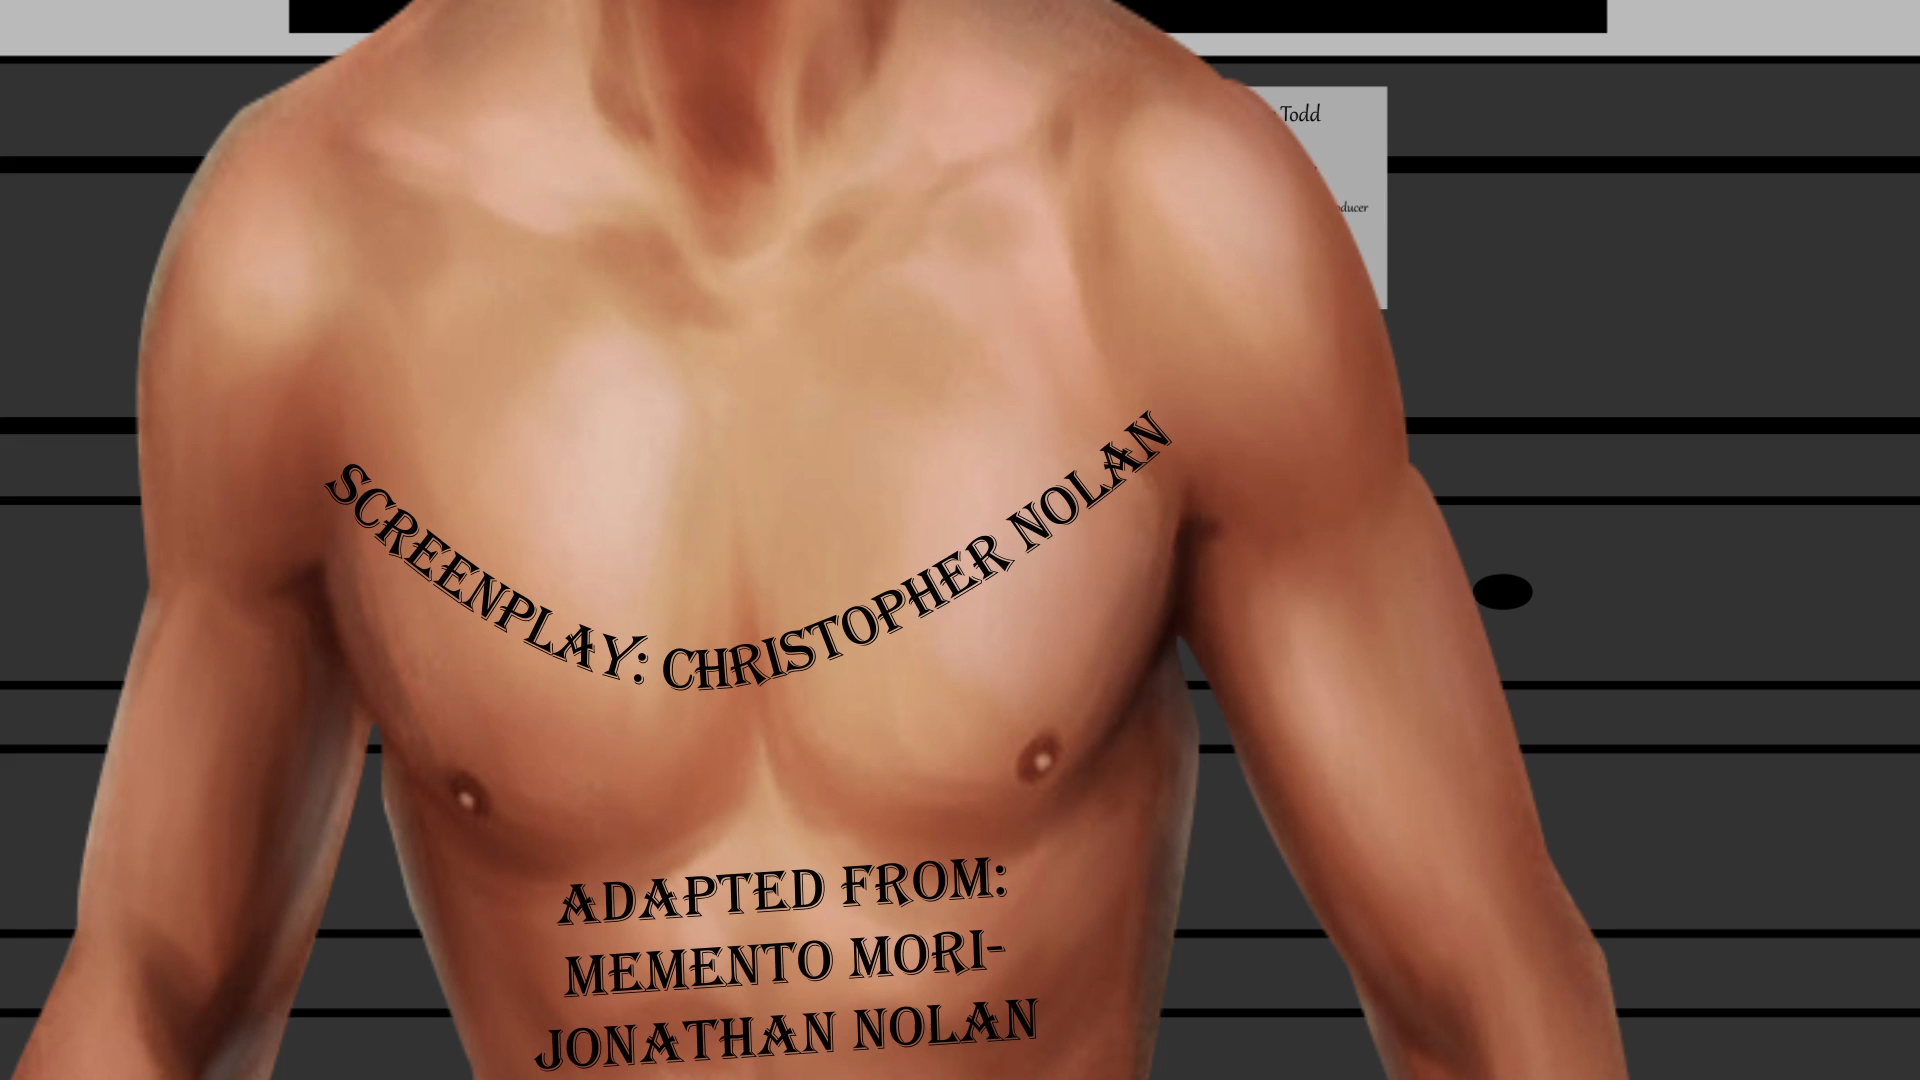 Todd
SCREENPLAY: CHRISTOPHER NOLAN
ADAPTED FROM:
MEMENTO MORI-
JONATHAN NOLAN